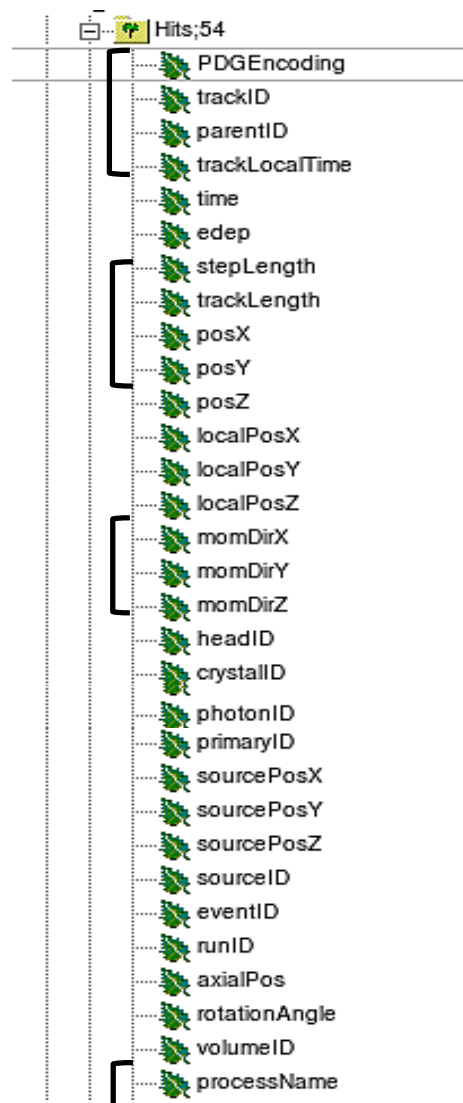 Hits;54
PDGEncoding
trackID
parentID
trackLocalTime
time
edep
stepLength
trackLength
posX
posY
posZ
localPosX
localPosY
localPosZ
momDirX
momDirY
momDirZ
headID
crystalID
photonID
primaryID
sourcePosX
sourcePosY
sourcePosZ
sourceID
eventID
runID
axialPos
rotationAngle
volumeID
processName